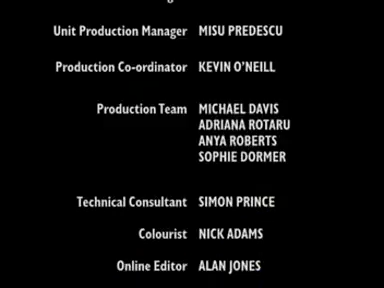 Unit Production Manager MISU PREDESCU
Production Co-ordinator KEVIN O'NEILL
Production Team MICHAEL DAVIS
ADRIANA ROTARU
ANYA ROBERTS
SOPHIE DORMER
Technical Consultant SIMON PRINCE
Colourist NICK ADAMS
Online Editor ALAN JONES